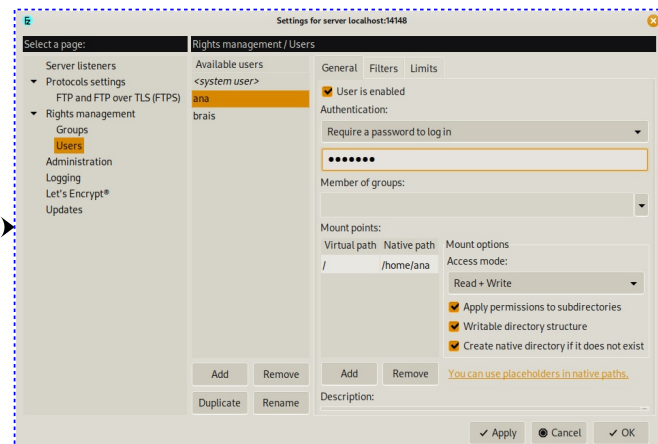 Settings for server localhost:14148
Select a page:
Server listeners
Protocols settings
FTP and FTP over TLS (FTPS)
Rights management
Groups
Users
Administration
Logging
Let's Encrypt®
Updates
Rights management / Users
Available users
<system user>
ana
brais
Add Remove
Duplicate Rename
General Filters Limits
User is enabled
Authentication:
Require a password to log in
●●●●●●●
Member of groups:
Mount points:
Virtual path Native path
/ /home/ana
Add Remove
Mount options
Access mode:
Read + Write
Apply permissions to subdirectories
Writable directory structure
Create native directory if it does not exist
You can use placeholders in native paths.
Description:
Apply Cancel OK